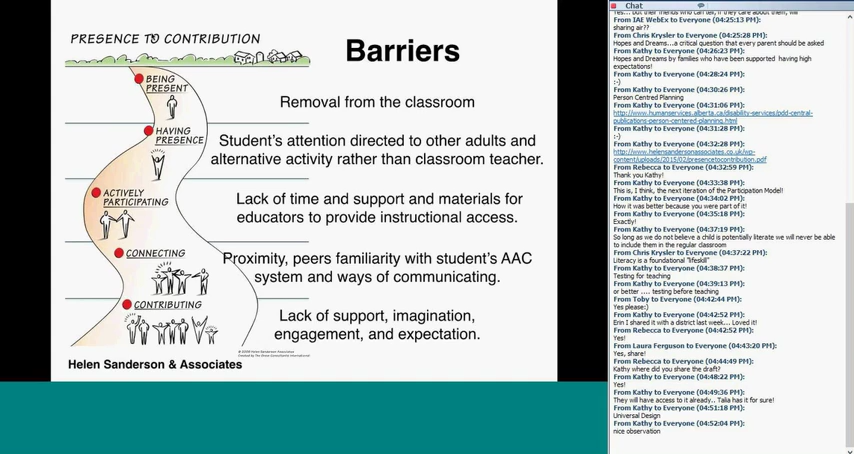 PRESENCE TO CONTRIBUTION
Barriers
BEING
PRESENT
Removal from the classroom
HAVING
PRESENCE
Student's attention directed to other adults and
alternative activity rather than classroom teacher.
ACTIVELY
PARTICIPATING
Lack of time and support and materials for
educators to provide instructional access.
CONNECTING
Proximity, peers familiarity with student's AAC
system and ways of communicating.
CONTRIBUTING
Lack of support, imagination,
engagement, and expectation.
Helen Sanderson & Associates
Chat
From IAE WebEx to Everyone (04:25:13 PM):
sharing air??
From Chris Krysler to Everyone (04:25:28 PM):
Hopes and Dreams...a critical question that every parent should be asked
From Kathy to Everyone (04:26:23 PM):
Hopes and Dreams by families who have been supported having high
expectations!
From Kathy to Everyone (04:28:24 PM):
:-)
From Kathy to Everyone (04:30:26 PM):
Person Centred Planning
From Kathy to Everyone (04:31:06 PM):
http://www.humanservices.alberta.ca/disability-services/pdd-central-
publications-person-centered-planning.html
From Kathy to Everyone (04:31:28 PM):
:-)
From Kathy to Everyone (04:32:28 PM):
http://www.helensandersonassociates.co.uk/wp-
content/uploads/2015/02/presencetocontribution.pdf
From Rebecca to Everyone (04:32:59 PM):
Thank you Kathy!
From Kathy to Everyone (04:33:38 PM):
This is, I think, the next iteration of the Participation Model!
From Kathy to Everyone (04:34:02 PM):
How it was better because you were part of it!
From Kathy to Everyone (04:35:18 PM):
Exactly!
From Kathy to Everyone (04:37:19 PM):
So long as we do not believe a child is potentially literate we will never be able
to include them in the regular classroom
From Chris Krysler to Everyone (04:37:22 PM):
Literacy is a foundational "lifeskill"
From Kathy to Everyone (04:38:37 PM):
Testing for teaching
From Kathy to Everyone (04:39:13 PM):
or better .... testing before teaching
From Toby to Everyone (04:42:44 PM):
Yes please:)
From Kathy to Everyone (04:42:52 PM):
Erin I shared it with a district last week... Loved it!
From Rebecca to Everyone (04:42:52 PM):
Yes!
From Laura Ferguson to Everyone (04:43:20 PM):
Yes, share!
From Rebecca to Everyone (04:44:49 PM):
Kathy where did you share the draft?
From Kathy to Everyone (04:48:22 PM):
Yes!
From Kathy to Everyone (04:49:36 PM):
They will have access to it already.. Talia has it for sure!
From Kathy to Everyone (04:51:18 PM):
Universal Design
From Kathy to Everyone (04:52:04 PM):
nice observation